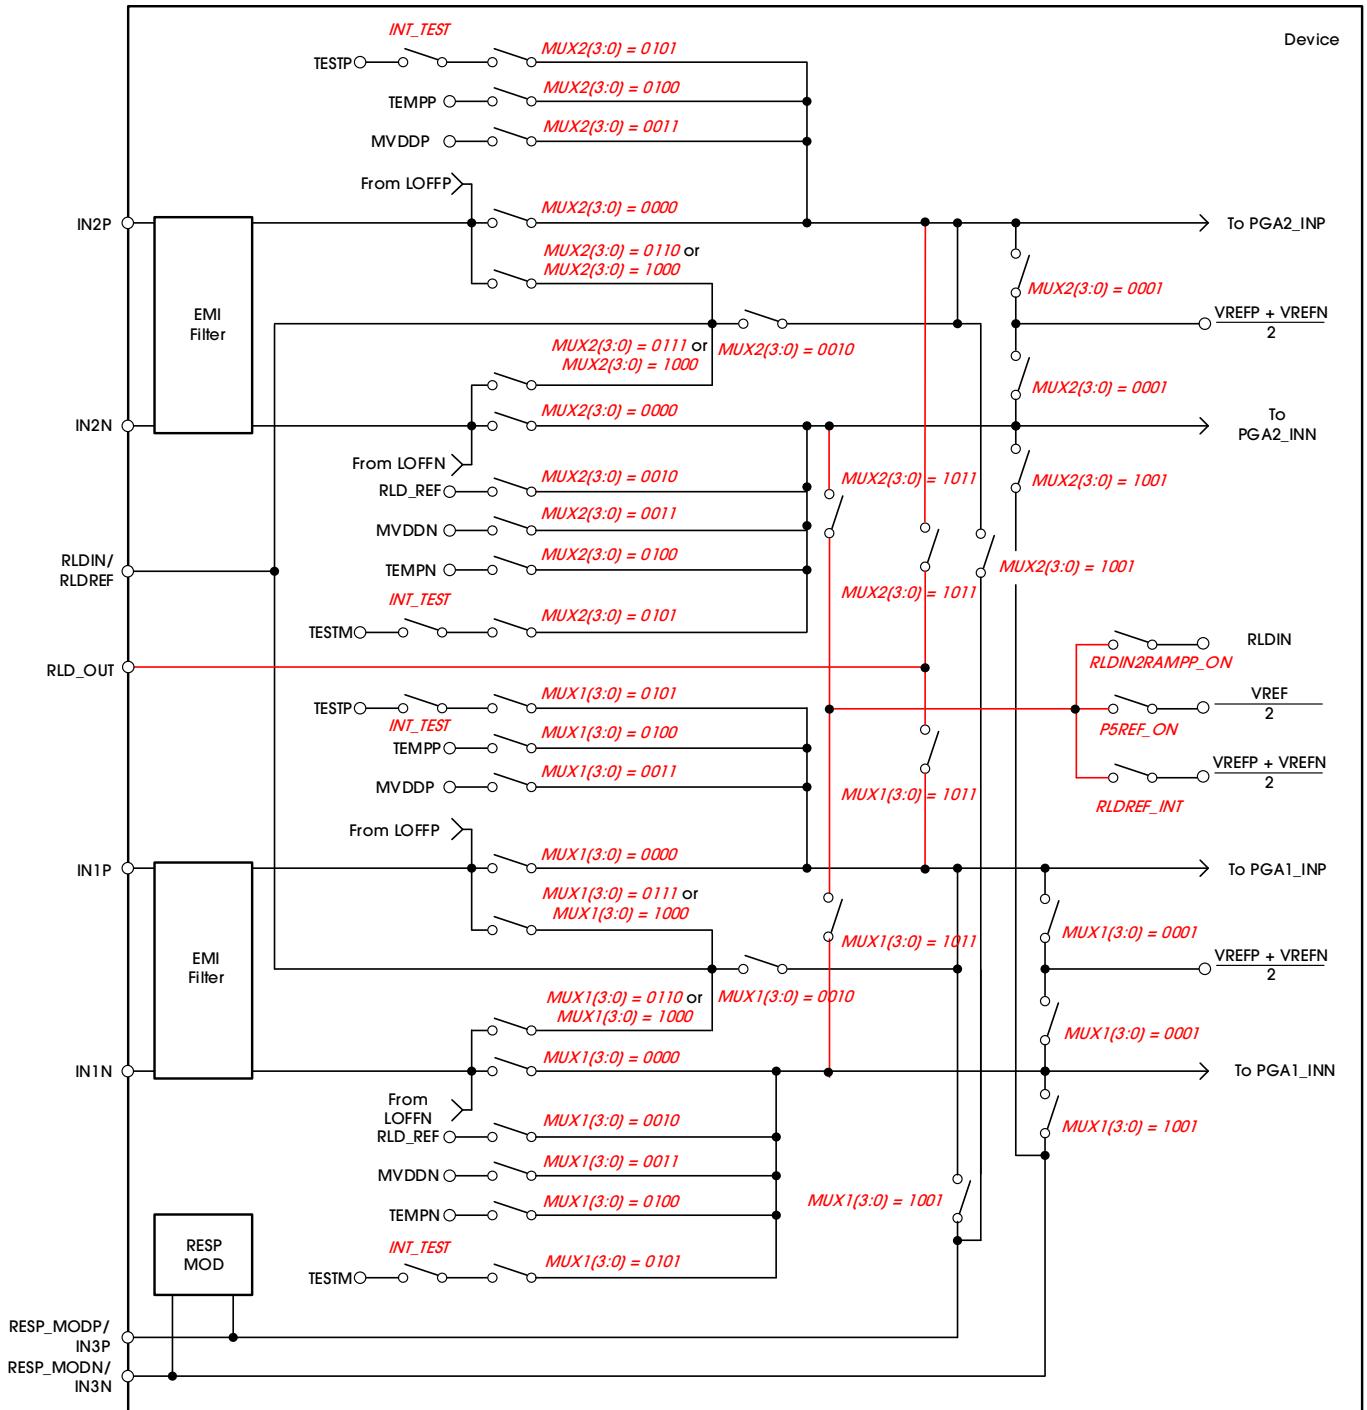 Device
INT_TEST
TESTP
MUX2(3:0) = 0101
TEMPP
MUX2(3:0) = 0100
MVDDP
MUX2(3:0) = 0011
From LOFFP
IN2P
MUX2(3:0) = 0000
To PGA2_INP
MUX2(3:0) = 0110 or
MUX2(3:0) = 1000
EMI
Filter
MUX2(3:0) = 0001
VREFP + VREFN
2
MUX2(3:0) = 0111 or
MUX2(3:0) = 1000
MUX2(3:0) = 0010
MUX2(3:0) = 0001
IN2N
MUX2(3:0) = 0000
To
PGA2_INN
From LOFFN
RLD_REF
MUX2(3:0) = 0010
MUX2(3:0) = 1011
MUX2(3:0) = 1001
MVDDN
MUX2(3:0) = 0011
RLDIN/
RLDREF
TEMPN
MUX2(3:0) = 0100
MUX2(3:0) = 1001
MUX2(3:0) = 1011
INT_TEST
TESTM
MUX2(3:0) = 0101
RLDIN
RLDIN2RAMPP_ON
RLD_OUT
TESTP
MUX1(3:0) = 0101
VREF
2
INT_TEST
P5REF_ON
TEMPP
MUX1(3:0) = 0100
VREFP + VREFN
2
MVDDP
MUX1(3:0) = 0011
MUX1(3:0) = 1011
RLDREF_INT
From LOFFP
IN1P
MUX1(3:0) = 0000
To PGA1_INP
MUX1(3:0) = 0111 or
MUX1(3:0) = 1000
MUX1(3:0) = 1011
MUX1(3:0) = 0001
EMI
Filter
VREFP + VREFN
2
MUX1(3:0) = 0110 or
MUX1(3:0) = 1000
MUX1(3:0) = 0010
MUX1(3:0) = 0001
IN1N
MUX1(3:0) = 0000
To PGA1_INN
From
LOFFN
RLD_REF
MUX1(3:0) = 0010
MUX1(3:0) = 1001
MVDDN
MUX1(3:0) = 0011
TEMPN
MUX1(3:0) = 0100
MUX1(3:0) = 1001
RESP
MOD
INT_TEST
TESTM
MUX1(3:0) = 0101
RESP_MODP/
IN3P
RESP_MODN/
IN3N